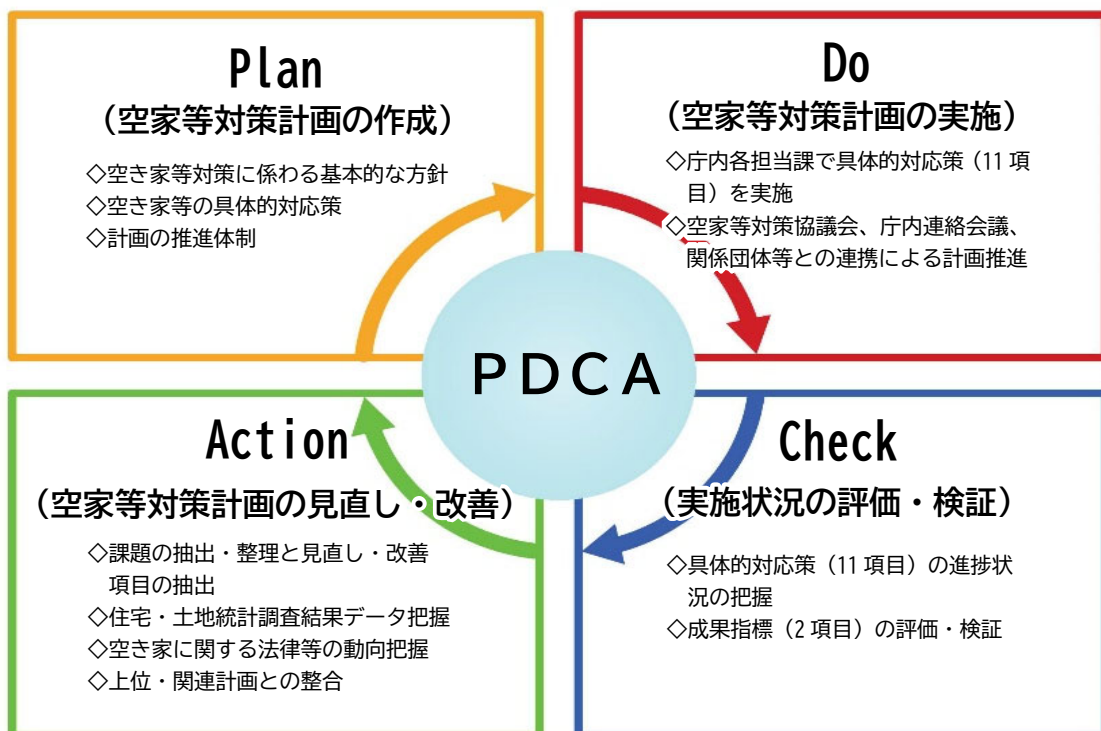 Plan
(空家等対策計画の作成)
◇空き家等対策に係わる基本的な方針
◇空き家等の具体的対応策
◇計画の推進体制
Do
(空家等対策計画の実施)
◇庁内各担当課で具体的対応策(11 項
目)を実施
◇空家等対策協議会、庁内連絡会議、
関係団体等との連携による計画推進
PDCA
Action
(空家等対策計画の見直し・改善)
◇課題の抽出・整理と見直し・改善
項目の抽出
◇住宅・土地統計調査結果データ把握
◇空き家に関する法律等の動向把握
◇上位・関連計画との整合
Check
(実施状況の評価・検証)
◇具体的対応策(11 項目)の進捗状
況の把握
◇成果指標(2 項目)の評価・検証